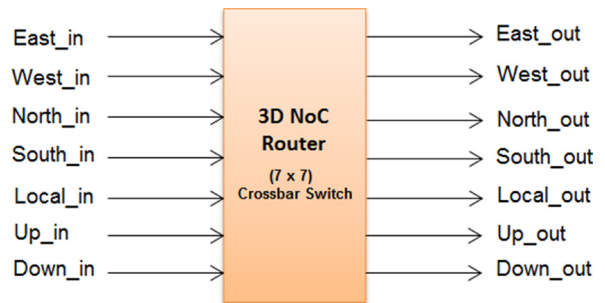 East_in
West_in
North_in
South_in
Local_in
Up_in
Down_in
3D NoC
Router
(7 x 7)
Crossbar Switch
East_out
West_out
North_out
South_out
Local_out
Up_out
Down_out